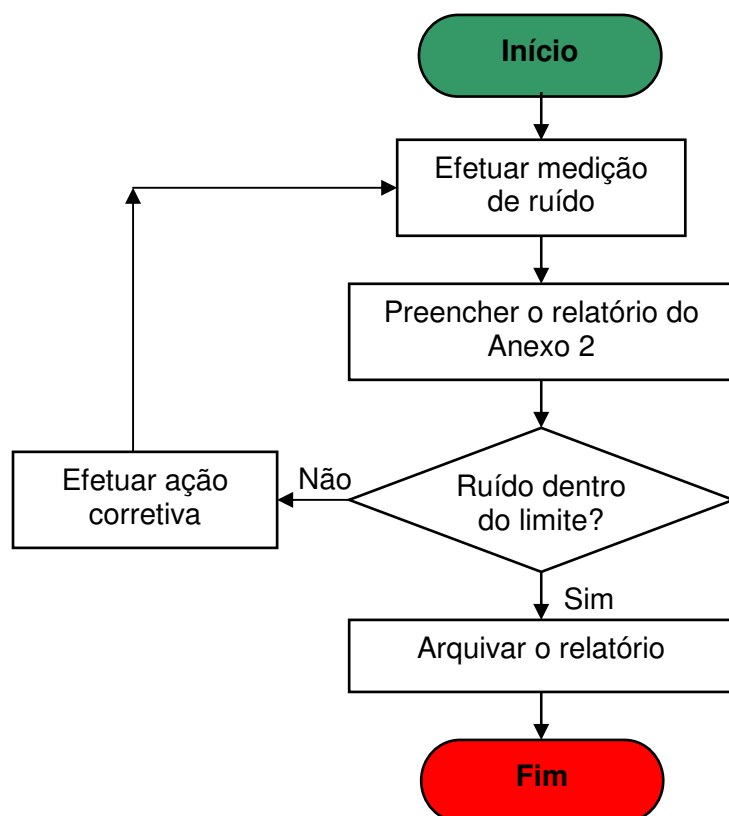 Início
Efetuar medição
de ruído
Preencher o relatório do
Anexo 2
Ruído dentro
do limite?
Não
Efetuar ação
corretiva
Sim
Arquivar o relatório
Fim